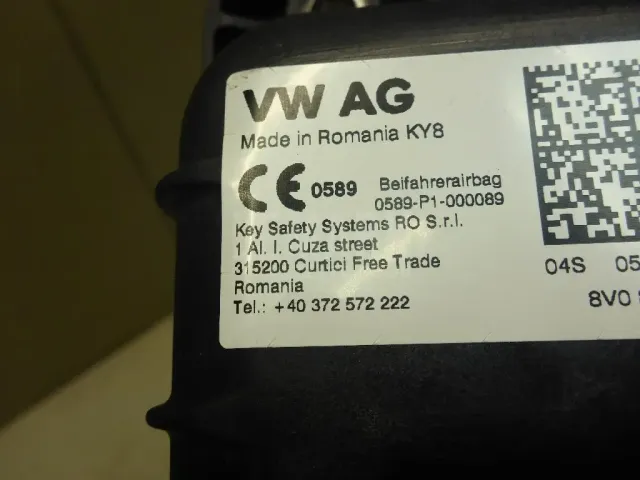 VW AG
Made in Romania KY8
CE 0589 Beifahrerairbag
0589-P1-000089
Key Safety Systems RO S.r.l.
1 Al. I. Cuza street
315200 Curtici Free Trade
Romania
Tel.: +40 372 572 222
04S 05
8V0